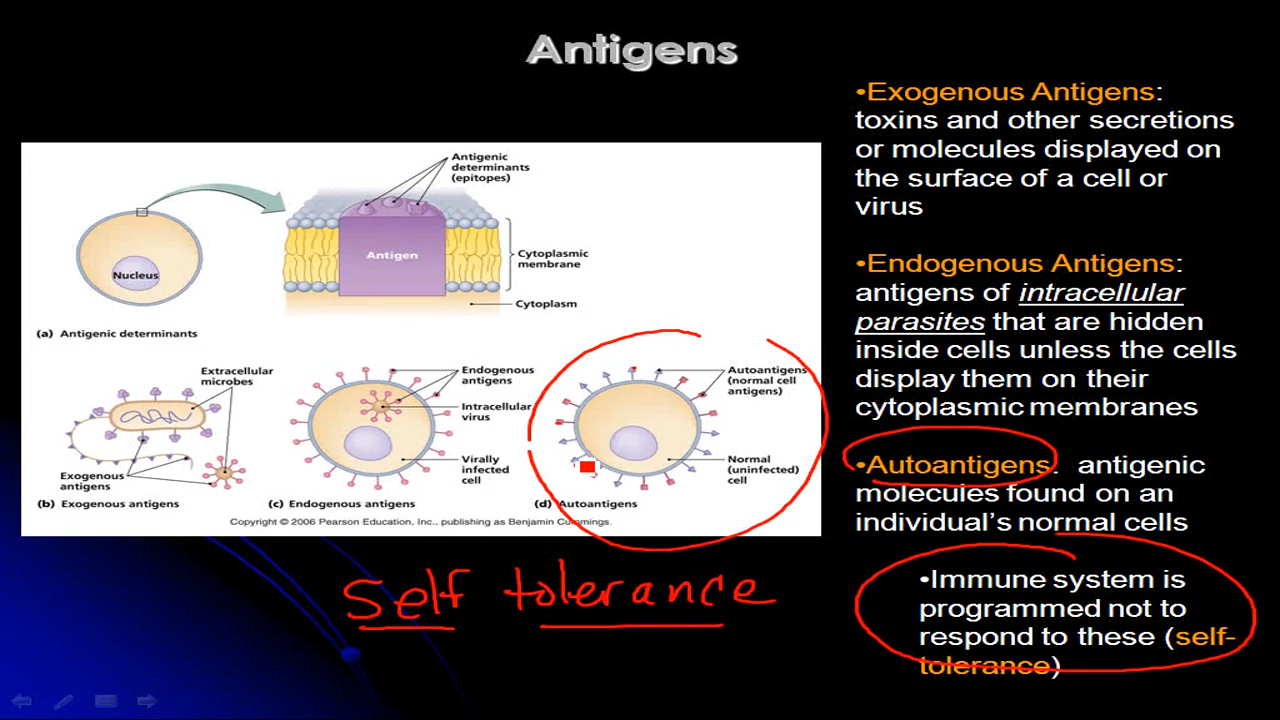 Antigens
Antigenic
determinants
(epitopes)
Nucleus
Antigen
Cytoplasmic
membrane
Cytoplasm
(a) Antigenic determinants
Extracellular
microbes
Exogenous
antigens
(b) Exogenous antigens
Endogenous
antigens
Intracellular
virus
Virally
infected
cell
(c) Endogenous antigens
Autoantigens
(normal cell
antigens)
Normal
(uninfected)
cell
(d) Autoantigens
Copyright © 2006 Pearson Education, Inc., publishing as Benjamin Cummings.
self tolerance
•Exogenous Antigens:
toxins and other secretions
or molecules displayed on
the surface of a cell or
virus
•Endogenous Antigens:
antigens of intracellular
parasites that are hidden
inside cells unless the cells
display them on their
cytoplasmic membranes
•Autoantigens: antigenic
molecules found on an
individual's normal cells
•Immune system is
programmed not to
respond to these (self-
tolerance)